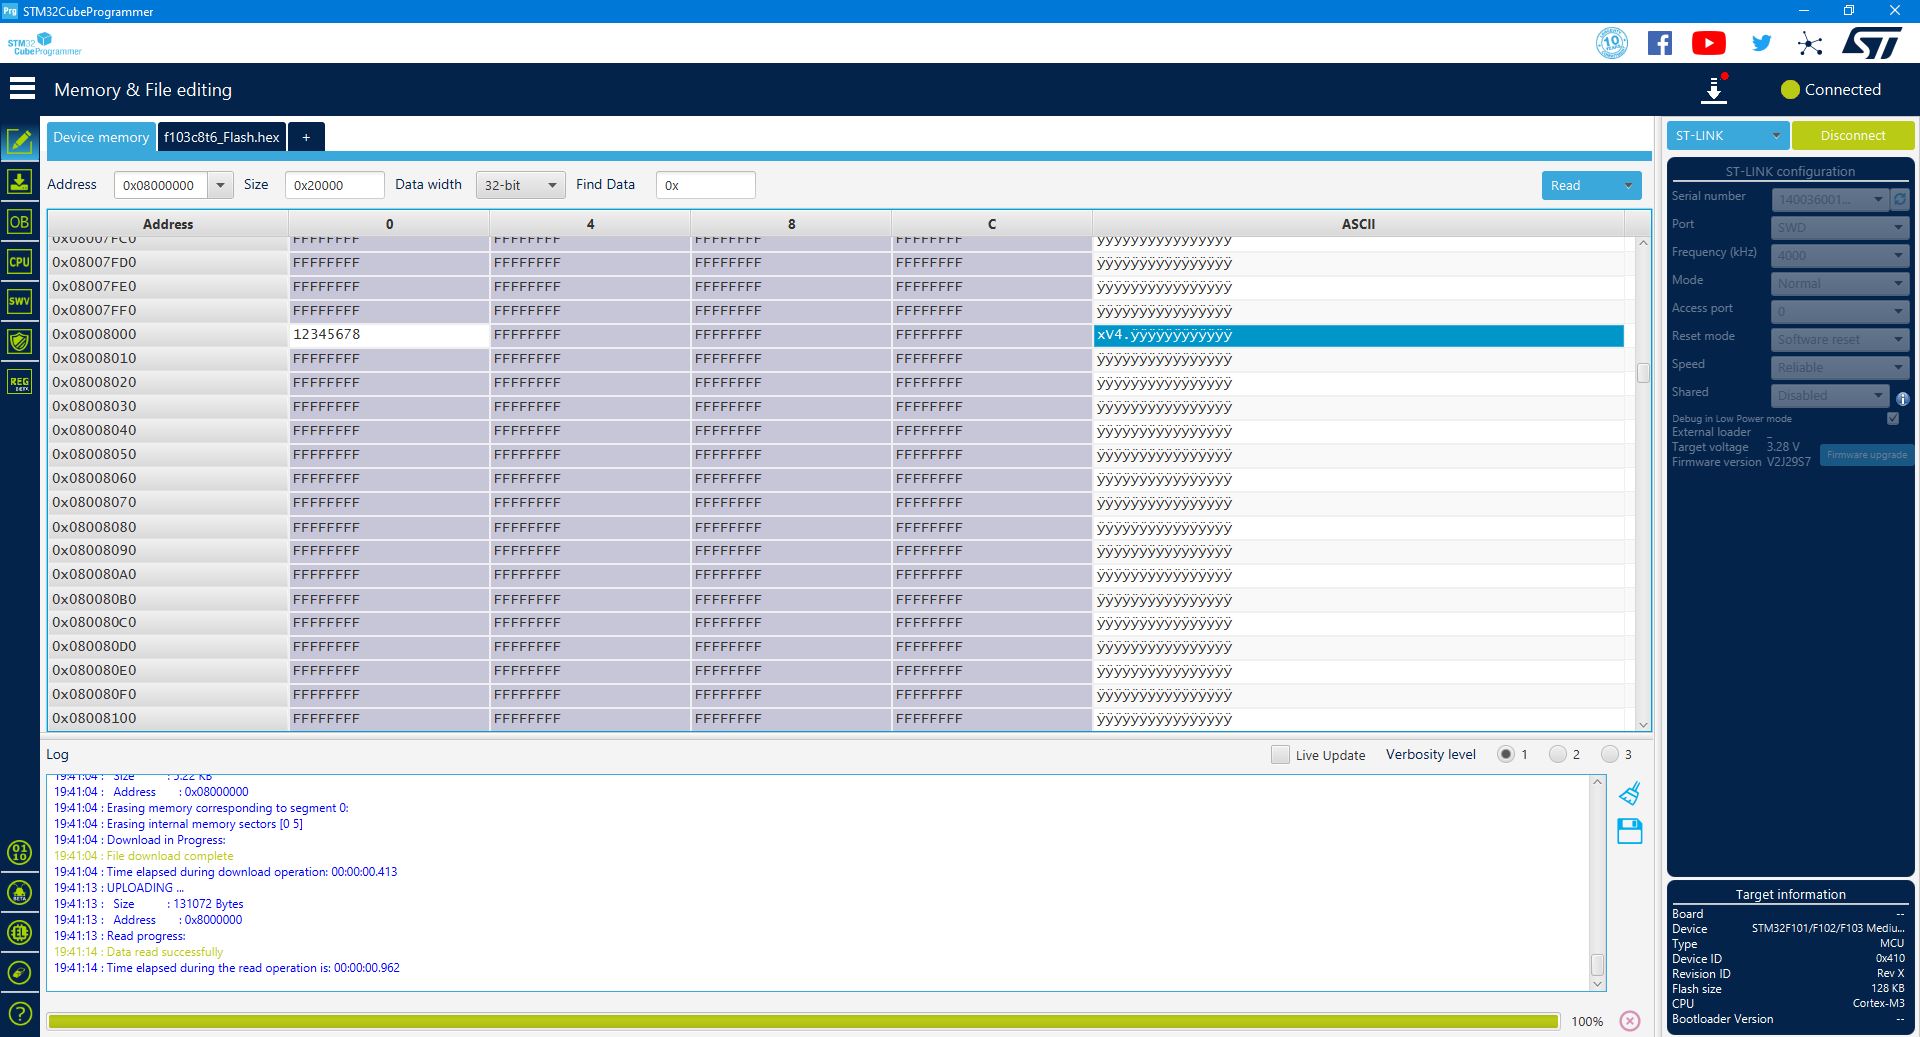 Prg STM32CubeProgrammer
STM32 CubeProgrammer
10
ST
Memory & File editing
Connected
Device memory f103c8t6_Flash.hex +
ST-LINK Disconnect
Address 0x08000000 Size 0x20000 Data width 32-bit Find Data 0x Read
Address 0 4 8 C ASCII
0x08007FC0 FFFFFFFF FFFFFFFF FFFFFFFF FFFFFFFF ÿÿÿÿÿÿÿÿÿÿÿÿÿÿÿÿ
0x08007FD0 FFFFFFFF FFFFFFFF FFFFFFFF FFFFFFFF ÿÿÿÿÿÿÿÿÿÿÿÿÿÿÿÿ
0x08007FE0 FFFFFFFF FFFFFFFF FFFFFFFF FFFFFFFF ÿÿÿÿÿÿÿÿÿÿÿÿÿÿÿÿ
0x08007FF0 FFFFFFFF FFFFFFFF FFFFFFFF FFFFFFFF ÿÿÿÿÿÿÿÿÿÿÿÿÿÿÿÿ
0x08008000 12345678 FFFFFFFF FFFFFFFF FFFFFFFF xV4.ÿÿÿÿÿÿÿÿÿÿÿÿ
0x08008010 FFFFFFFF FFFFFFFF FFFFFFFF FFFFFFFF ÿÿÿÿÿÿÿÿÿÿÿÿÿÿÿÿ
0x08008020 FFFFFFFF FFFFFFFF FFFFFFFF FFFFFFFF ÿÿÿÿÿÿÿÿÿÿÿÿÿÿÿÿ
0x08008030 FFFFFFFF FFFFFFFF FFFFFFFF FFFFFFFF ÿÿÿÿÿÿÿÿÿÿÿÿÿÿÿÿ
0x08008040 FFFFFFFF FFFFFFFF FFFFFFFF FFFFFFFF ÿÿÿÿÿÿÿÿÿÿÿÿÿÿÿÿ
0x08008050 FFFFFFFF FFFFFFFF FFFFFFFF FFFFFFFF ÿÿÿÿÿÿÿÿÿÿÿÿÿÿÿÿ
0x08008060 FFFFFFFF FFFFFFFF FFFFFFFF FFFFFFFF ÿÿÿÿÿÿÿÿÿÿÿÿÿÿÿÿ
0x08008070 FFFFFFFF FFFFFFFF FFFFFFFF FFFFFFFF ÿÿÿÿÿÿÿÿÿÿÿÿÿÿÿÿ
0x08008080 FFFFFFFF FFFFFFFF FFFFFFFF FFFFFFFF ÿÿÿÿÿÿÿÿÿÿÿÿÿÿÿÿ
0x08008090 FFFFFFFF FFFFFFFF FFFFFFFF FFFFFFFF ÿÿÿÿÿÿÿÿÿÿÿÿÿÿÿÿ
0x080080A0 FFFFFFFF FFFFFFFF FFFFFFFF FFFFFFFF ÿÿÿÿÿÿÿÿÿÿÿÿÿÿÿÿ
0x080080B0 FFFFFFFF FFFFFFFF FFFFFFFF FFFFFFFF ÿÿÿÿÿÿÿÿÿÿÿÿÿÿÿÿ
0x080080C0 FFFFFFFF FFFFFFFF FFFFFFFF FFFFFFFF ÿÿÿÿÿÿÿÿÿÿÿÿÿÿÿÿ
0x080080D0 FFFFFFFF FFFFFFFF FFFFFFFF FFFFFFFF ÿÿÿÿÿÿÿÿÿÿÿÿÿÿÿÿ
0x080080E0 FFFFFFFF FFFFFFFF FFFFFFFF FFFFFFFF ÿÿÿÿÿÿÿÿÿÿÿÿÿÿÿÿ
0x080080F0 FFFFFFFF FFFFFFFF FFFFFFFF FFFFFFFF ÿÿÿÿÿÿÿÿÿÿÿÿÿÿÿÿ
0x08008100 FFFFFFFF FFFFFFFF FFFFFFFF FFFFFFFF ÿÿÿÿÿÿÿÿÿÿÿÿÿÿÿÿ
OB
CPU
SWV
REG
Log Live Update Verbosity level 1 2 3
19:41:04 : Size : 5.22 KB
19:41:04 : Address : 0x08000000
19:41:04 : Erasing memory corresponding to segment 0:
19:41:04 : Erasing internal memory sectors [0 5]
19:41:04 : Download in Progress:
19:41:04 : File download complete
19:41:04 : Time elapsed during download operation: 00:00:00.413
19:41:13 : UPLOADING ...
19:41:13 : Size : 131072 Bytes
19:41:13 : Address : 0x8000000
19:41:13 : Read progress:
19:41:14 : Data read successfully
19:41:14 : Time elapsed during the read operation is: 00:00:00.962
100%
ST-LINK configuration
Serial number 140036001...
Port SWD
Frequency (kHz) 4000
Mode Normal
Access port 0
Reset mode Software reset
Speed Reliable
Shared Disabled
Debug in Low Power mode
External loader _
Target voltage 3.28 V
Firmware version V2J29S7 Firmware upgrade
Target information
Board --
Device STM32F101/F102/F103 Mediu...
Type MCU
Device ID 0x410
Revision ID Rev X
Flash size 128 KB
CPU Cortex-M3
Bootloader Version --